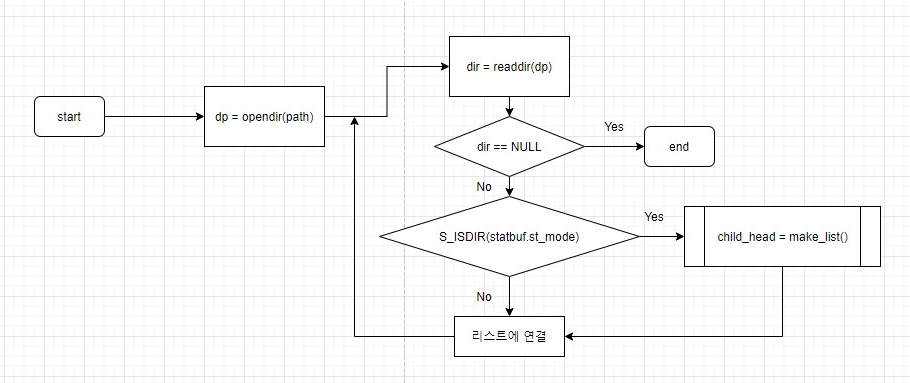 start
dp = opendir(path)
dir = readdir(dp)
dir == NULL
Yes
end
No
S_ISDIR(statbuf.st_mode)
Yes
child_head = make_list()
No
리스트에 연결